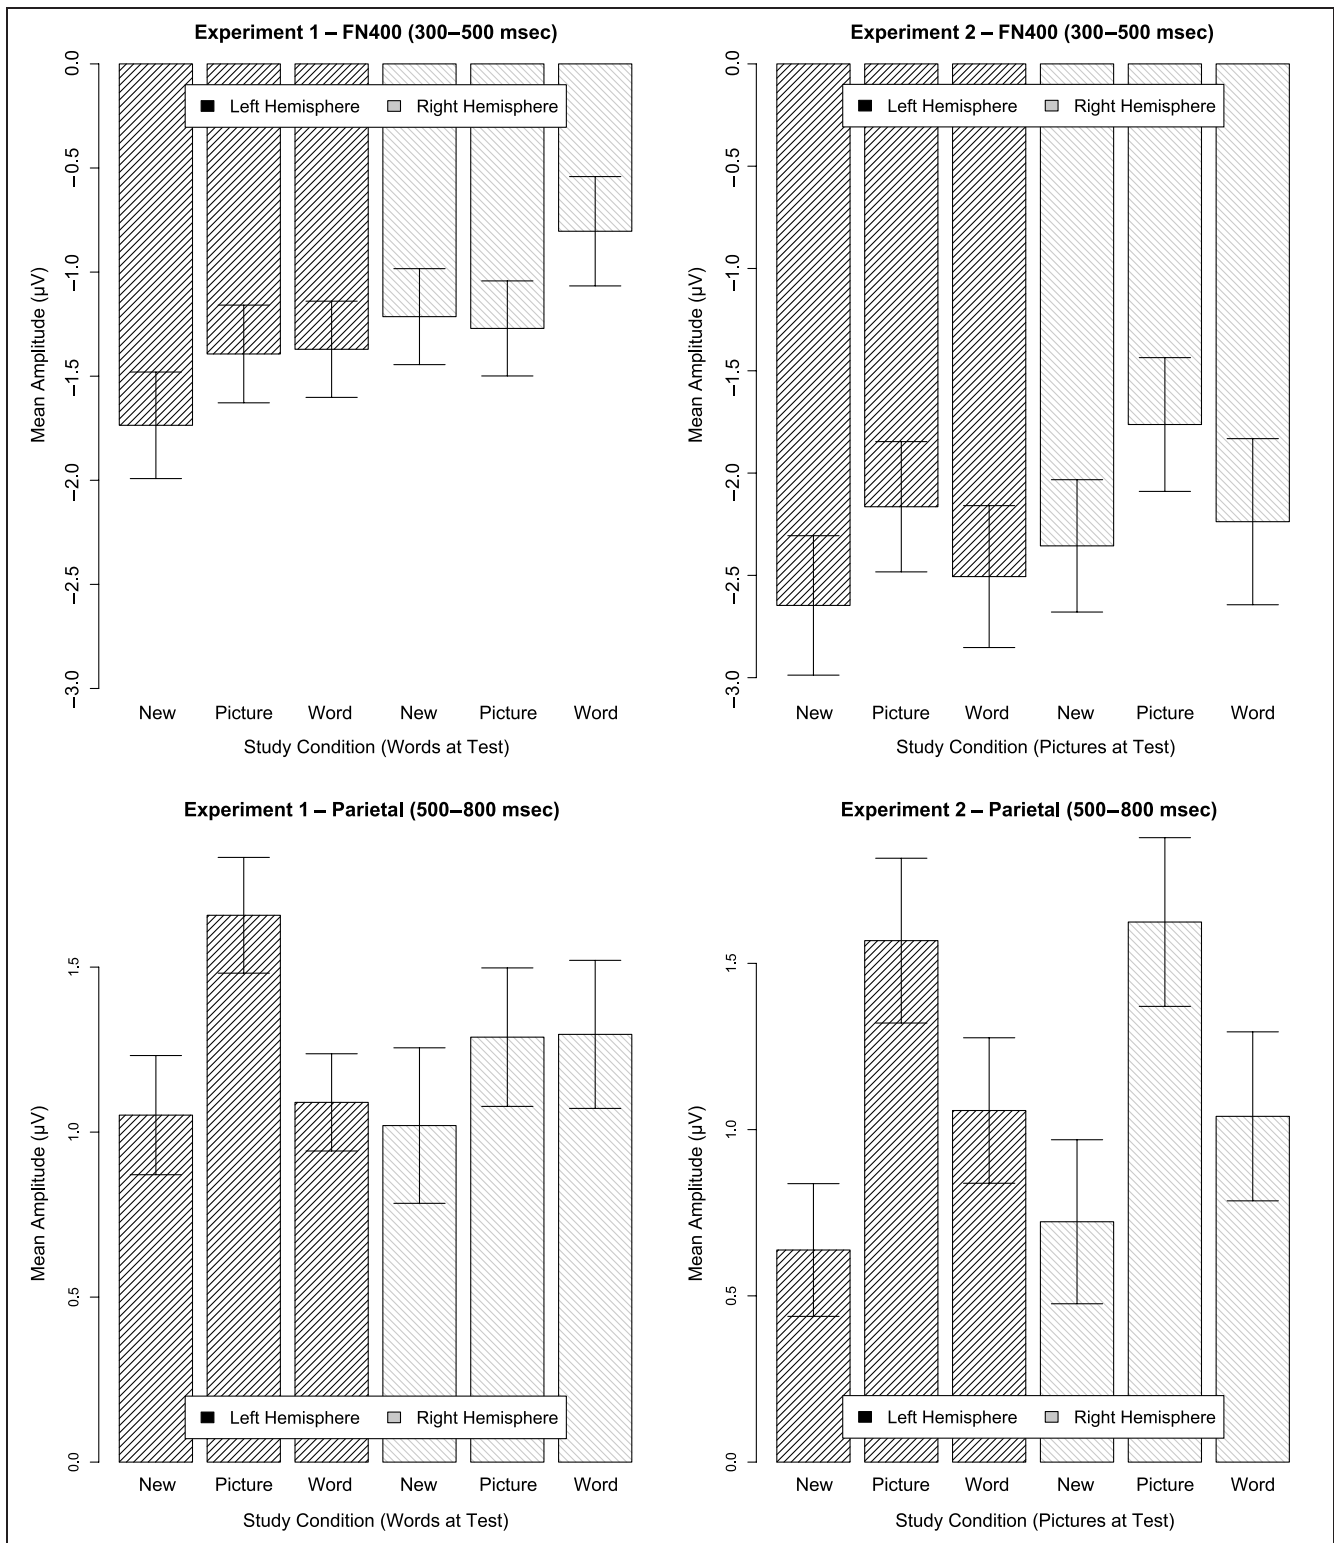 Experiment 1 – FN400 (300–500 msec)
0.0
−0.5
−1.0
−1.5
−2.0
−2.5
−3.0
Mean Amplitude (µV)
Left Hemisphere Right Hemisphere
New Picture Word New Picture Word
Study Condition (Words at Test)
Experiment 2 – FN400 (300–500 msec)
0.0
−0.5
−1.0
−1.5
−2.0
−2.5
−3.0
Mean Amplitude (µV)
Left Hemisphere Right Hemisphere
New Picture Word New Picture Word
Study Condition (Pictures at Test)
Experiment 1 – Parietal (500–800 msec)
1.5
1.0
0.5
0.0
Mean Amplitude (µV)
Left Hemisphere Right Hemisphere
New Picture Word New Picture Word
Study Condition (Words at Test)
Experiment 2 – Parietal (500–800 msec)
1.5
1.0
0.5
0.0
Mean Amplitude (µV)
Left Hemisphere Right Hemisphere
New Picture Word New Picture Word
Study Condition (Pictures at Test)